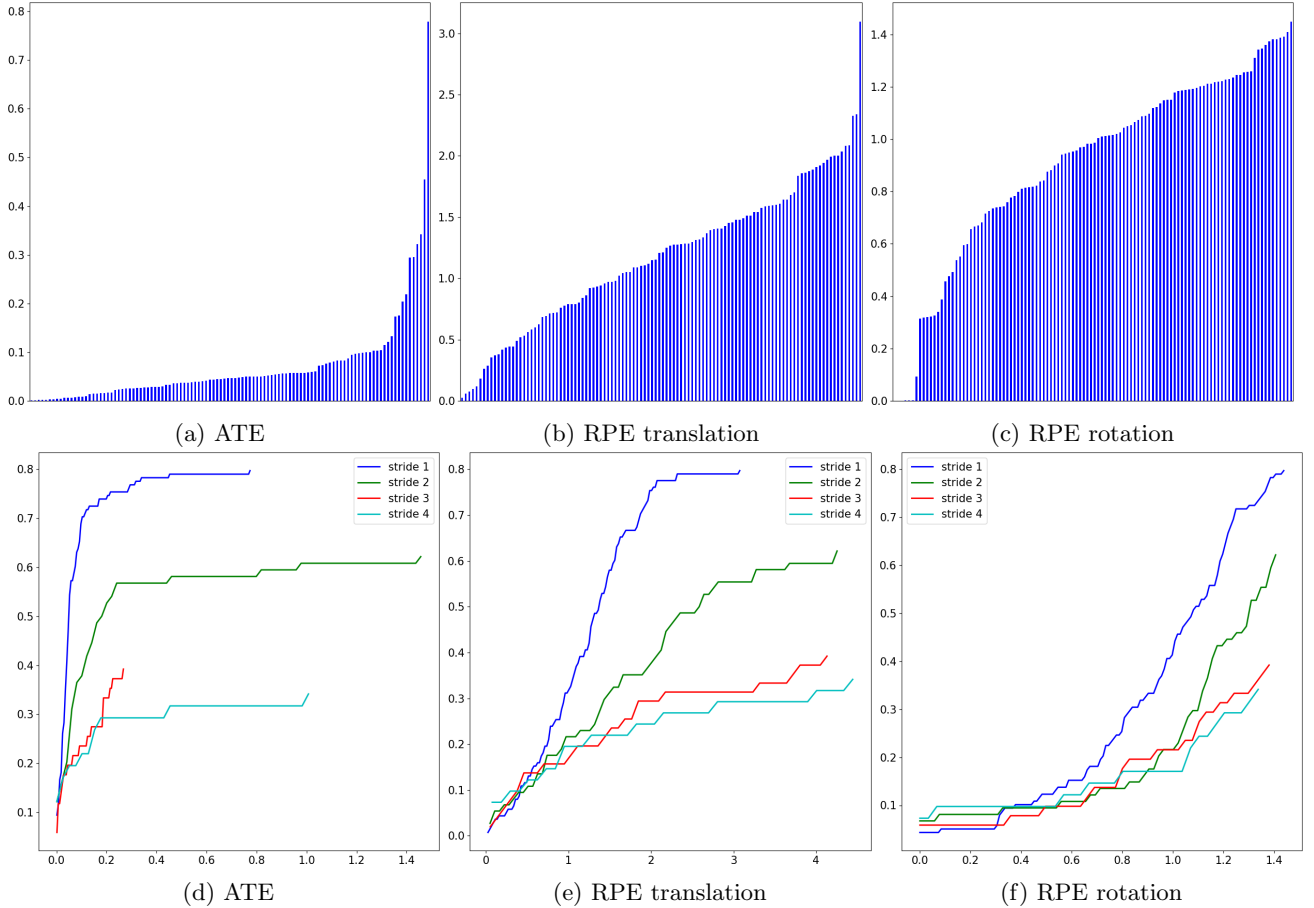 0.8
0.7
0.6
0.5
0.4
0.3
0.2
0.1
0.0
(a) ATE
3.0
2.5
2.0
1.5
1.0
0.5
0.0
(b) RPE translation
1.4
1.2
1.0
0.8
0.6
0.4
0.2
0.0
(c) RPE rotation
0.8
0.7
0.6
0.5
0.4
0.3
0.2
0.1
0.0 0.2 0.4 0.6 0.8 1.0 1.2 1.4
stride 1
stride 2
stride 3
stride 4
(d) ATE
0.8
0.7
0.6
0.5
0.4
0.3
0.2
0.1
0.0
0 1 2 3 4
stride 1
stride 2
stride 3
stride 4
(e) RPE translation
0.8
0.7
0.6
0.5
0.4
0.3
0.2
0.1
0.0 0.2 0.4 0.6 0.8 1.0 1.2 1.4
stride 1
stride 2
stride 3
stride 4
(f) RPE rotation